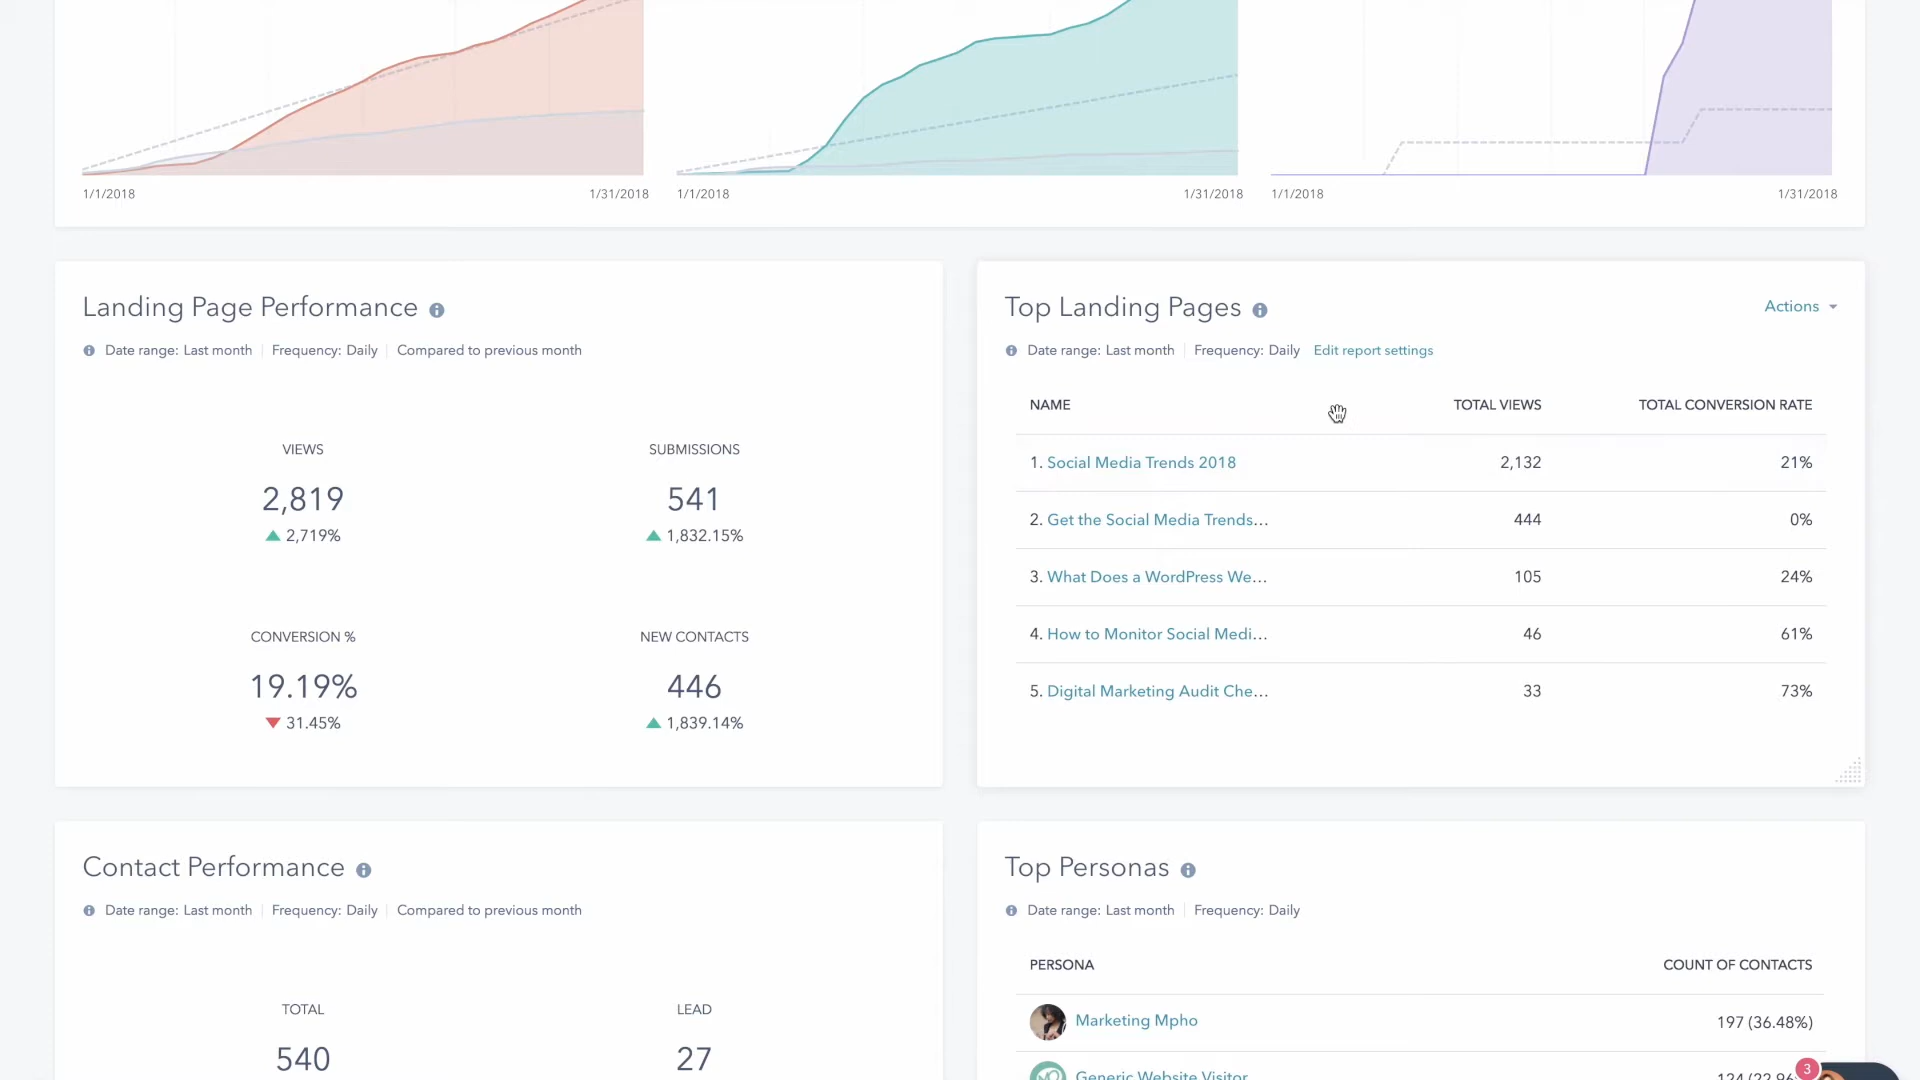 1/1/2018 1/31/2018 1/1/2018 1/31/2018 1/1/2018 1/31/2018
Landing Page Performance
Date range: Last month Frequency: Daily Compared to previous month
VIEWS SUBMISSIONS
2,819 541
2,719% 1,832.15%
CONVERSION % NEW CONTACTS
19.19% 446
31.45% 1,839.14%
Top Landing Pages Actions
Date range: Last month Frequency: Daily Edit report settings
NAME TOTAL VIEWS TOTAL CONVERSION RATE
1. Social Media Trends 2018 2,132 21%
2. Get the Social Media Trends... 444 0%
3. What Does a WordPress We... 105 24%
4. How to Monitor Social Medi... 46 61%
5. Digital Marketing Audit Che... 33 73%
Contact Performance
Date range: Last month Frequency: Daily Compared to previous month
TOTAL LEAD
540 27
Top Personas
Date range: Last month Frequency: Daily
PERSONA COUNT OF CONTACTS
Marketing Mpho 197 (36.48%)
Generic Website Visitor 124 (22.96
3